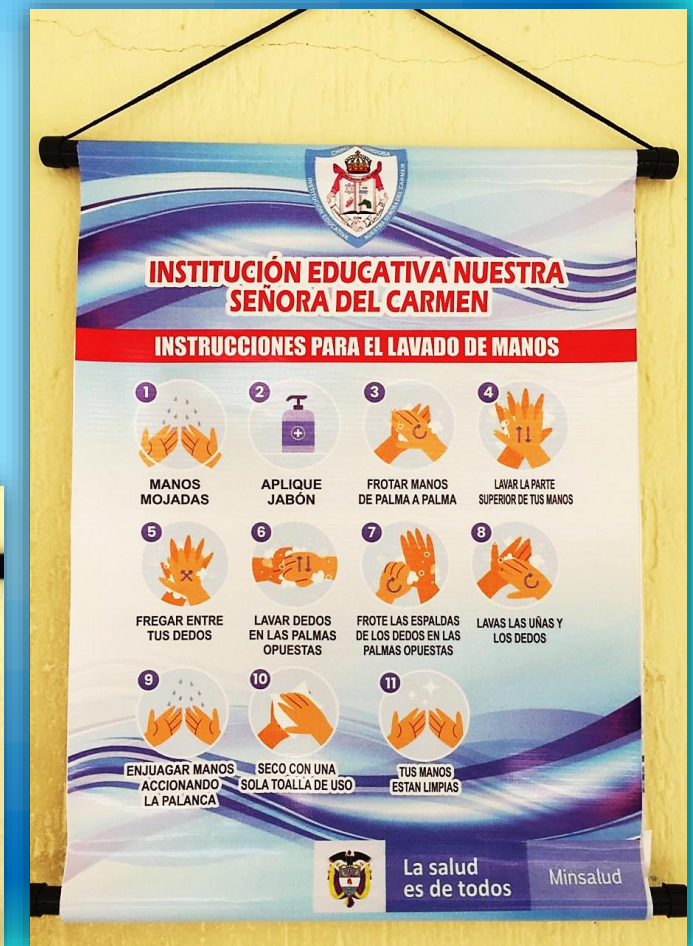 INSTITUCIÓN EDUCATIVA NUESTRA
SEÑORA DEL CARMEN
INSTRUCCIONES PARA EL LAVADO DE MANOS
1
MANOS
MOJADAS
2
APLIQUE
JABÓN
3
FROTAR MANOS
DE PALMA A PALMA
4
LAVAR LA PARTE
SUPERIOR DE TUS MANOS
5
FREGAR ENTRE
TUS DEDOS
6
LAVAR DEDOS
EN LAS PALMAS
OPUESTAS
7
FROTE LAS ESPALDAS
DE LOS DEDOS EN LAS
PALMAS OPUESTAS
8
LAVAS LAS UÑAS Y
LOS DEDOS
9
ENJUAGAR MANOS
ACCIONANDO
LA PALANCA
10
SECO CON UNA
SOLA TOALLA DE USO
11
TUS MANOS
ESTAN LIMPIAS
La salud
es de todos
Minsalud